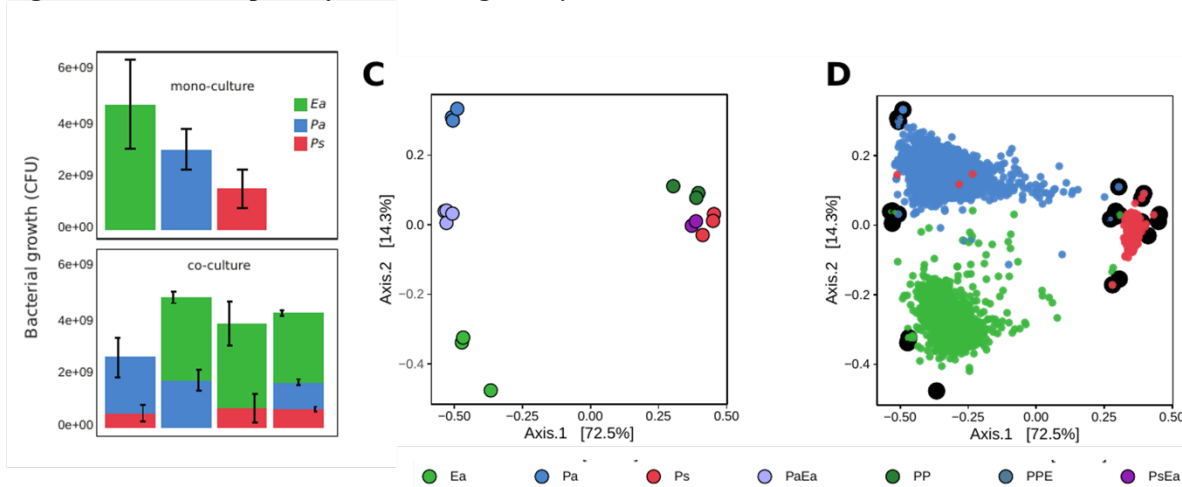 6e+09
4e+09
2e+09
0e+00
mono-culture
Ea
Pa
Ps
Bacterial growth (CFU)
6e+09
4e+09
2e+09
0e+00
co-culture
C
0.2
0.0
−0.2
−0.4
Axis.2 [14.3%]
−0.50
−0.25
0.00
0.25
0.50
Axis.1 [72.5%]
D
0.2
0.0
−0.2
−0.4
Axis.2 [14.3%]
−0.50
−0.25
0.00
0.25
0.50
Axis.1 [72.5%]
Ea Pa Ps PaEa PP PPE PsEa